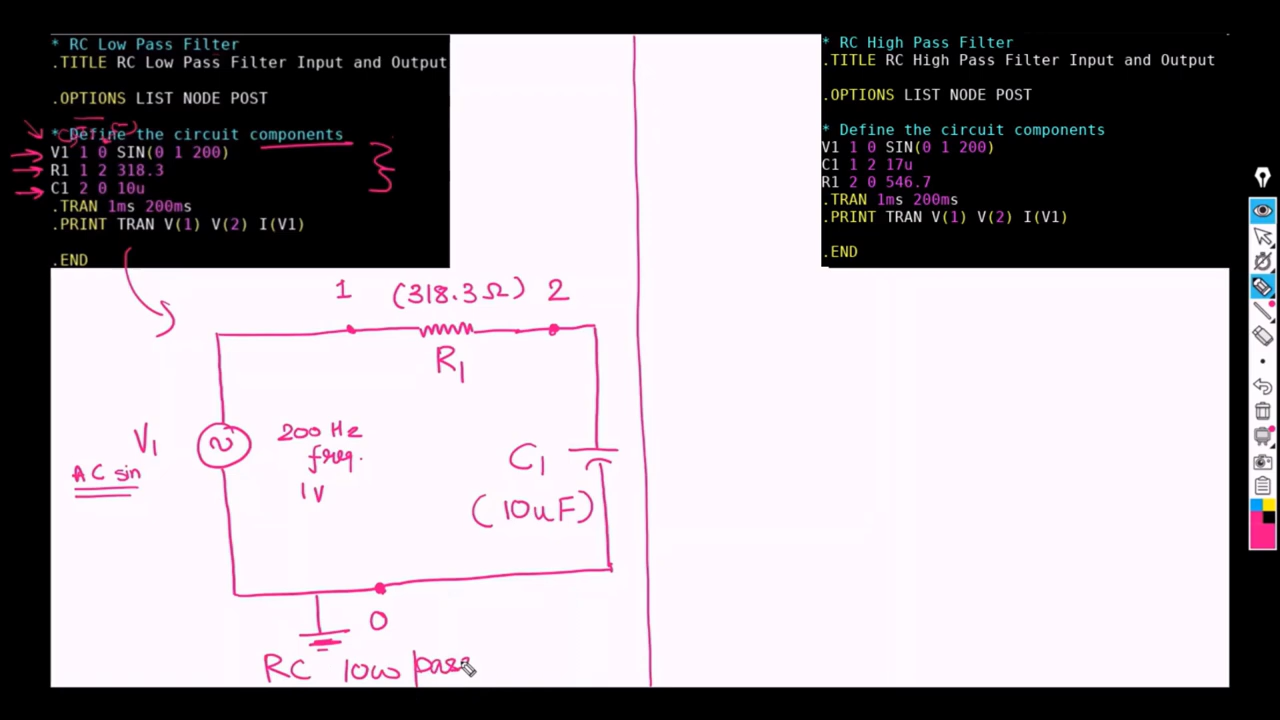 * RC Low Pass Filter
.TITLE RC Low Pass Filter Input and Output
.OPTIONS LIST NODE POST
* Define the circuit components
V1 1 0 SIN(0 1 200)
R1 1 2 318.3
C1 2 0 10u
.TRAN 1ms 200ms
.PRINT TRAN V(1) V(2) I(V1)
.END
* RC High Pass Filter
.TITLE RC High Pass Filter Input and Output
.OPTIONS LIST NODE POST
* Define the circuit components
V1 1 0 SIN(0 1 200)
C1 1 2 17u
R1 2 0 546.7
.TRAN 1ms 200ms
.PRINT TRAN V(1) V(2) I(V1)
.END
1 (318.3Ω) 2
R1
V1
AC sin
200 Hz
freq.
1V
C1
(10uF)
0
RC low pass